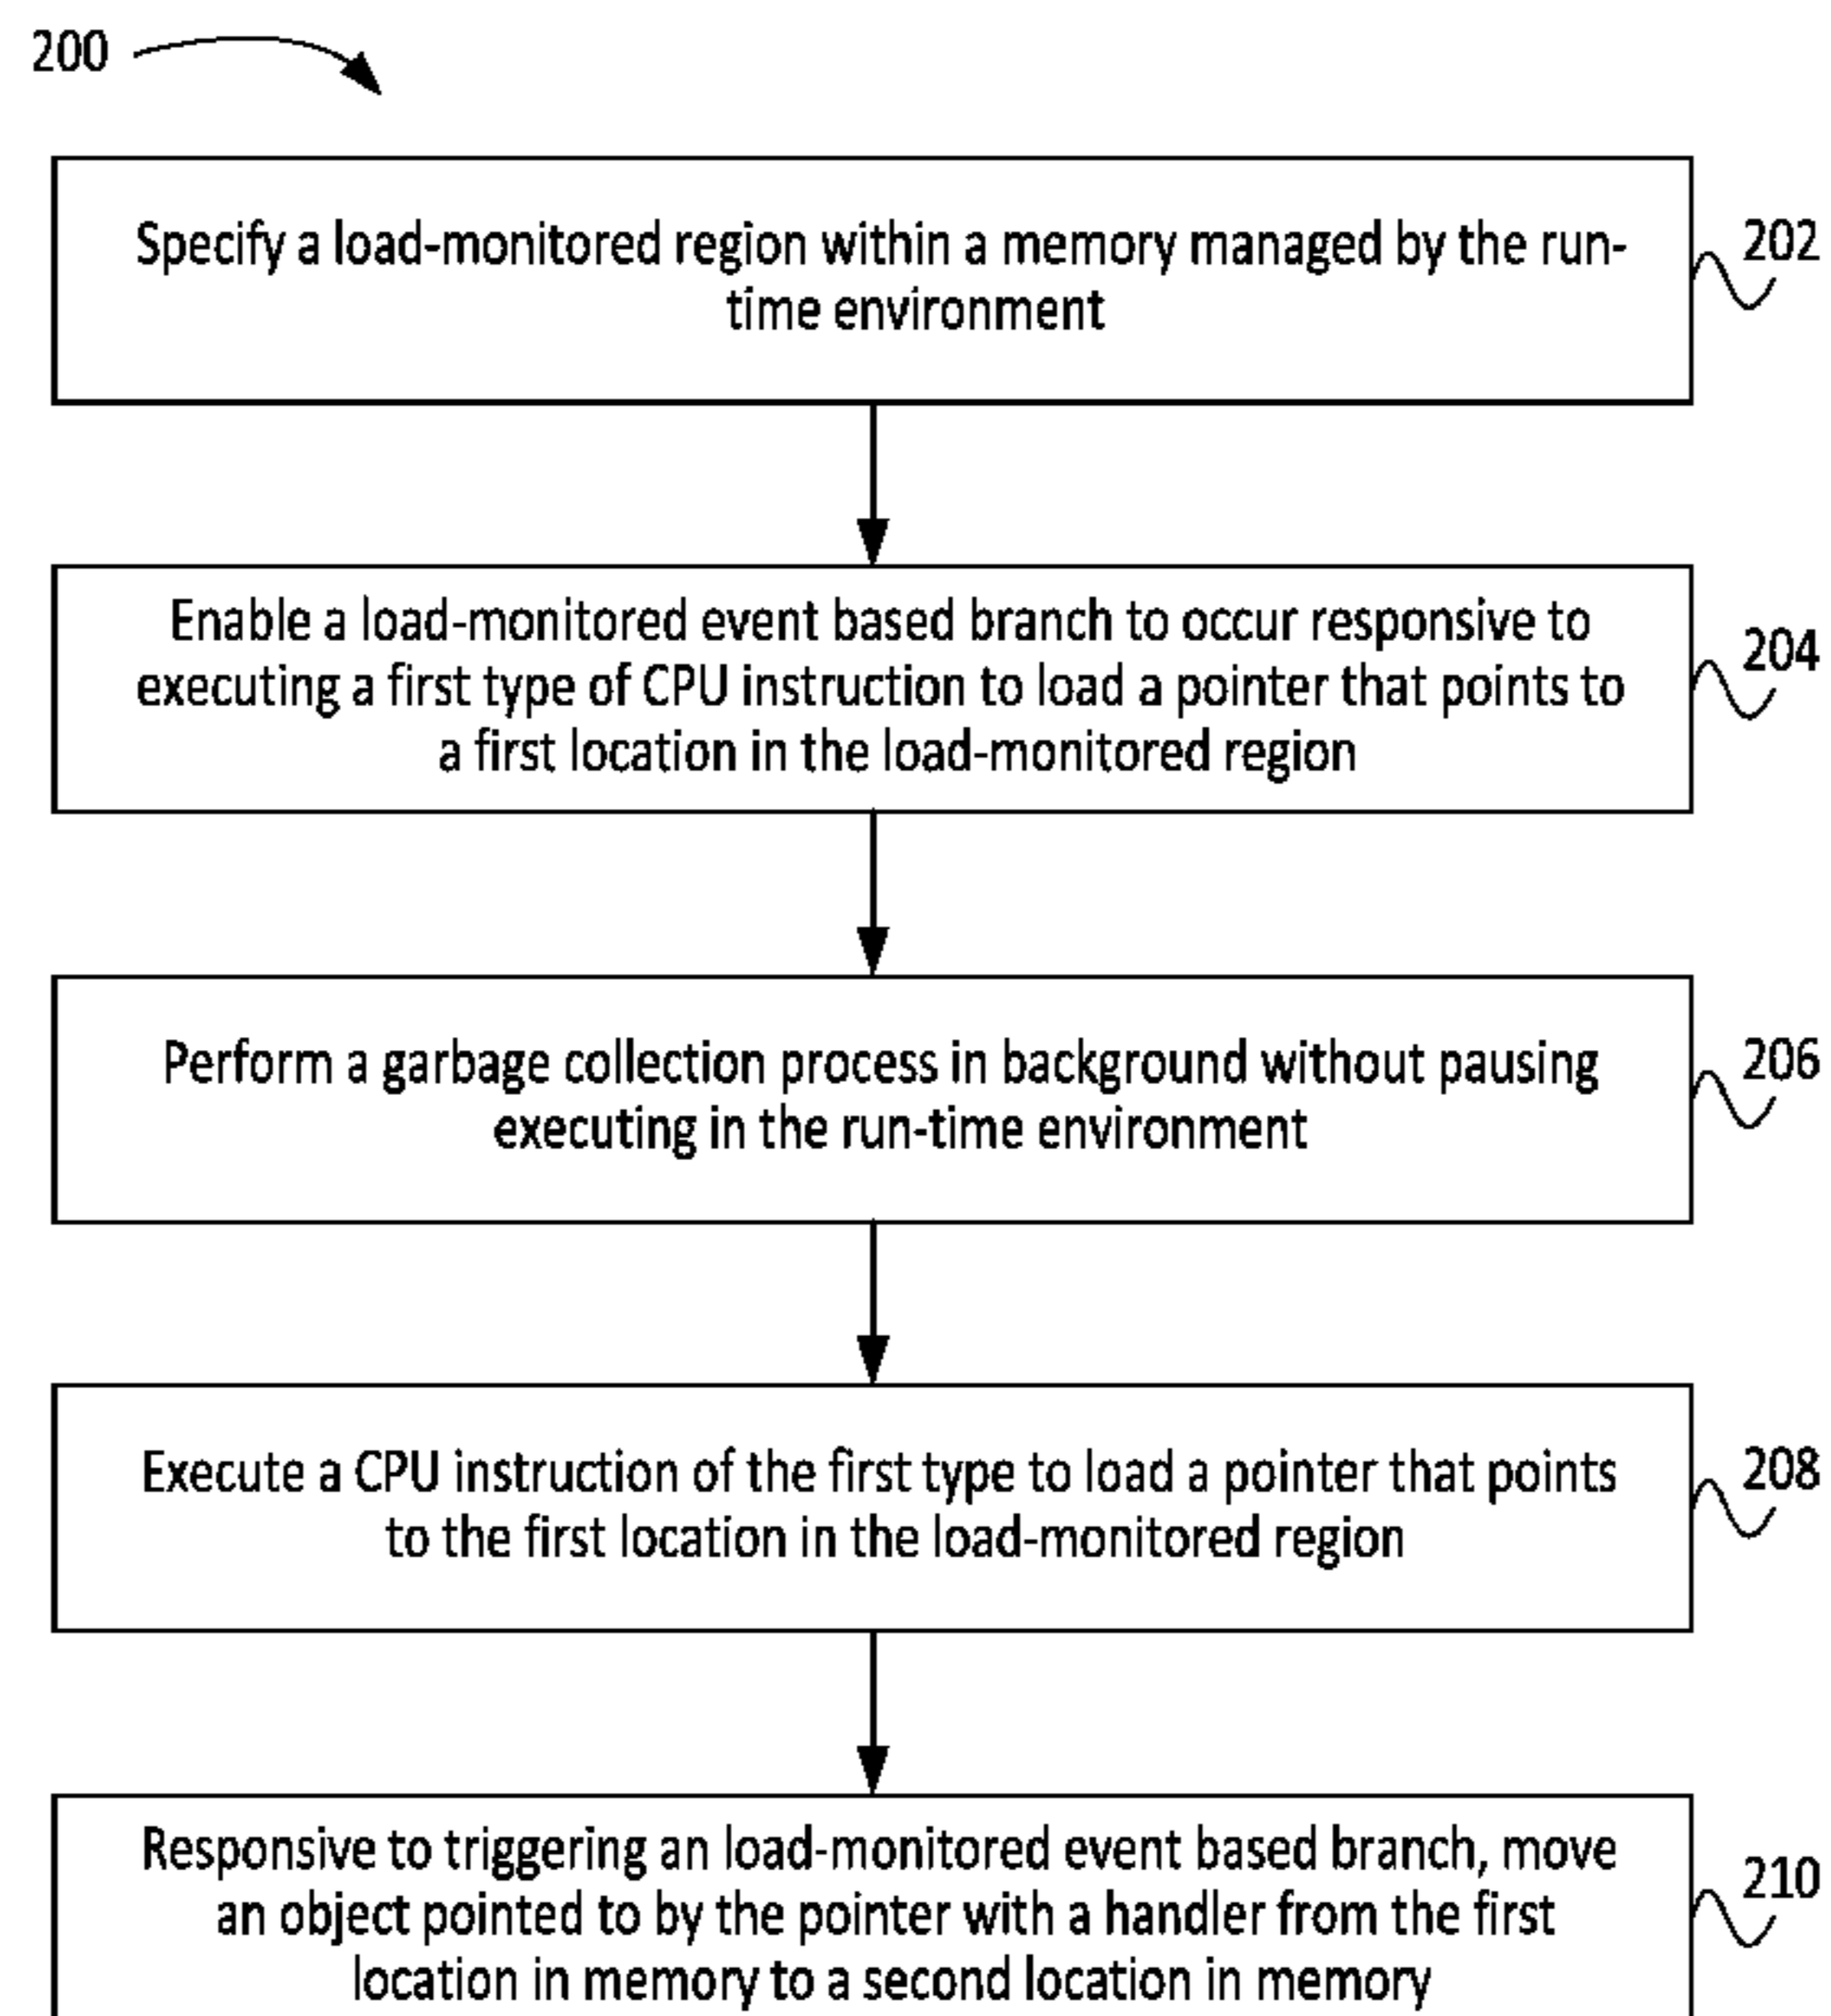 200
Specify a load-monitored region within a memory managed by the run-
time environment
202
Enable a load-monitored event based branch to occur responsive to
executing a first type of CPU instruction to load a pointer that points to
a first location in the load-monitored region
204
Perform a garbage collection process in background without pausing
executing in the run-time environment
206
Execute a CPU instruction of the first type to load a pointer that points
to the first location in the load-monitored region
208
Responsive to triggering an load-monitored event based branch, move
an object pointed to by the pointer with a handler from the first
location in memory to a second location in memory
210